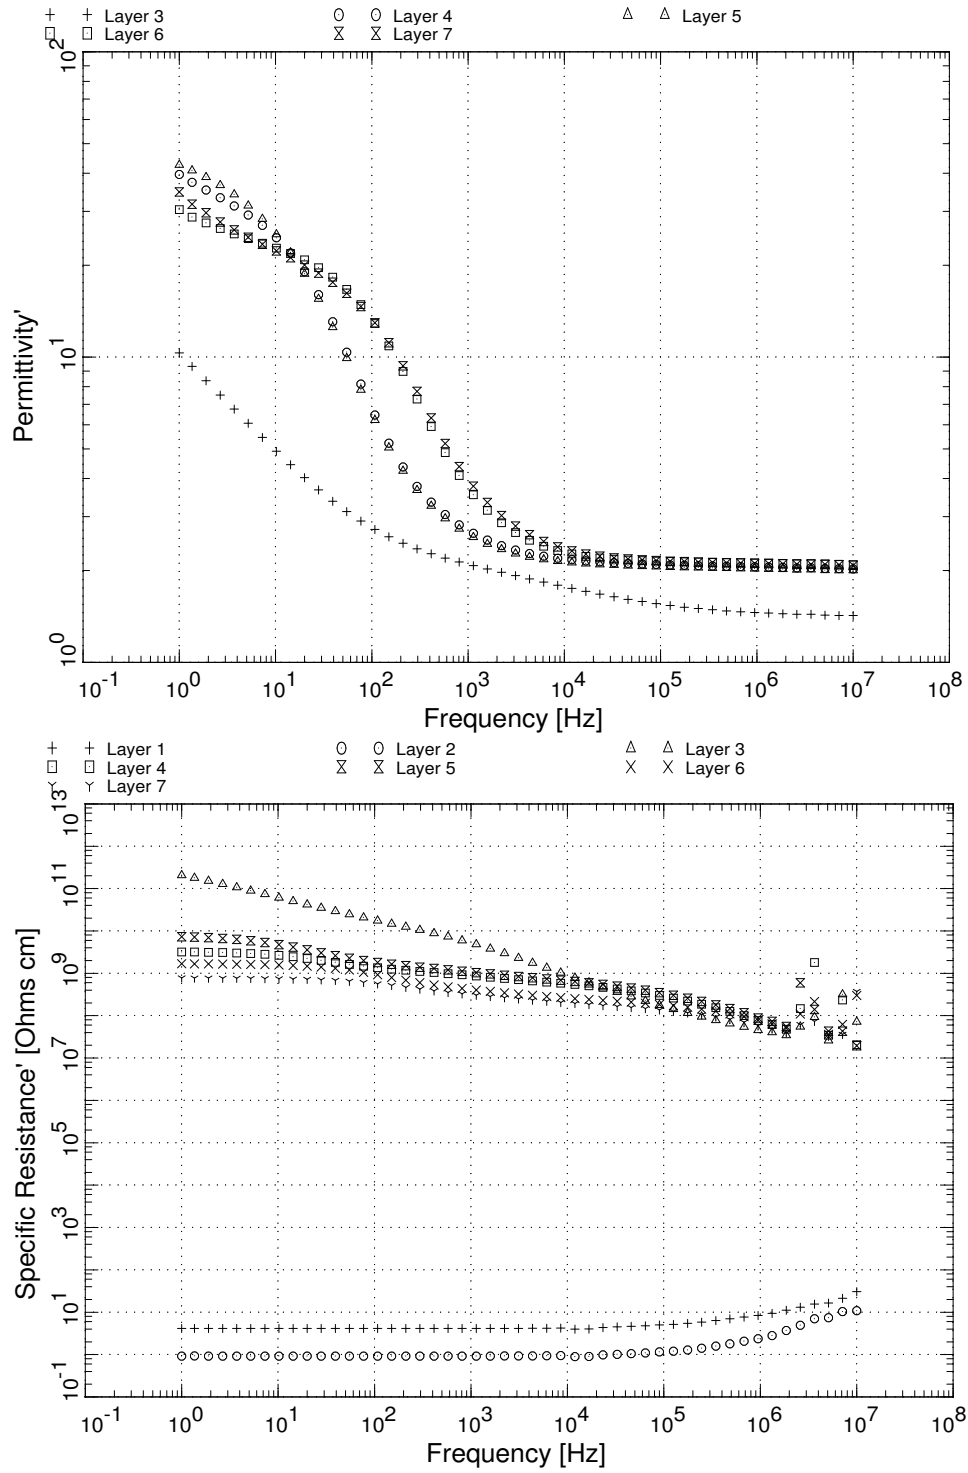 Layer 3 Layer 4 Layer 5
Layer 6 Layer 7
10^2
10^1
10^0
Permittivity'
10^-1 10^0 10^1 10^2 10^3 10^4 10^5 10^6 10^7 10^8
Frequency [Hz]
Layer 1 Layer 2 Layer 3
Layer 4 Layer 5 Layer 6
Layer 7
10^13
10^11
10^9
10^7
10^5
10^3
10^1
10^-1
Specific Resistance' [Ohms cm]
10^-1 10^0 10^1 10^2 10^3 10^4 10^5 10^6 10^7 10^8
Frequency [Hz]